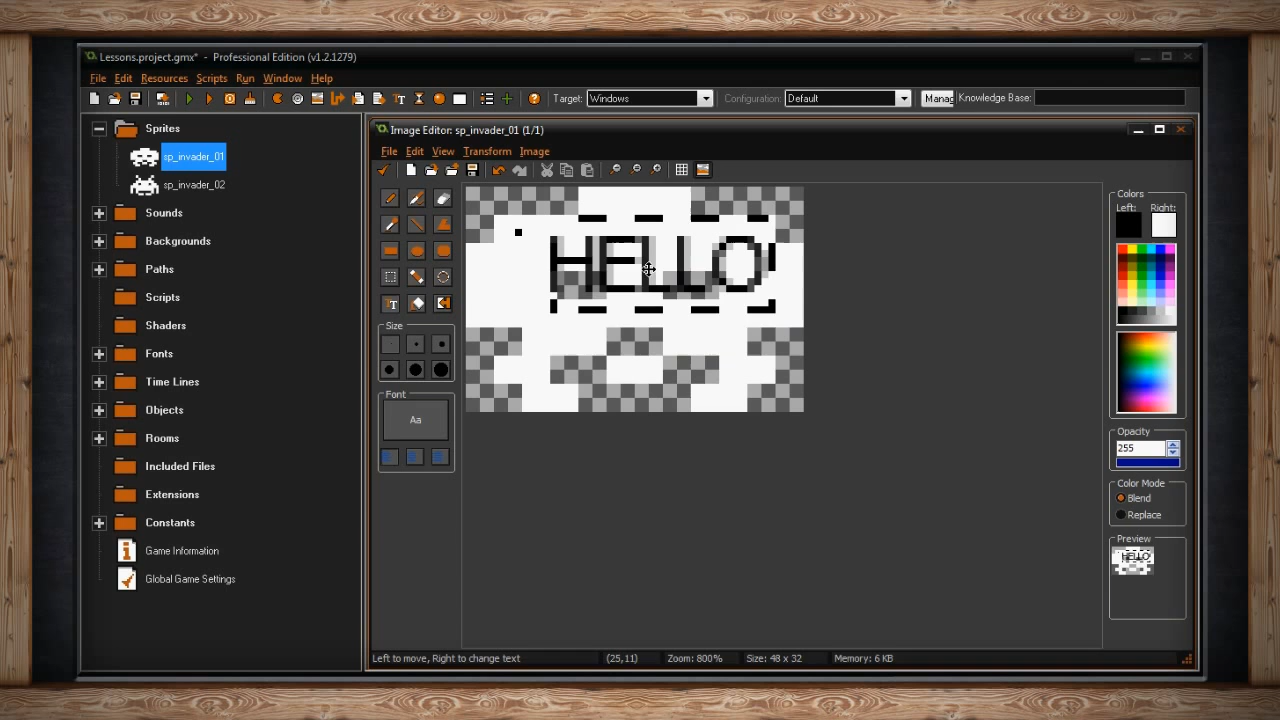 Lessons.project.gmx* - Professional Edition (v1.2.1279)
File Edit Resources Scripts Run Window Help
Target: Windows Configuration: Default Manag Knowledge Base:
Sprites
sp_invader_01
sp_invader_02
Sounds
Backgrounds
Paths
Scripts
Shaders
Fonts
Time Lines
Objects
Rooms
Included Files
Extensions
Constants
Game Information
Global Game Settings
Image Editor: sp_invader_01 (1/1)
File Edit View Transform Image
T
Size
Font
Aa
HELLO
Colors
Left: Right:
Opacity
255
Color Mode
Blend
Replace
Preview
HELLO
Left to move, Right to change text (25,11) Zoom: 800% Size: 48 x 32 Memory: 6 KB